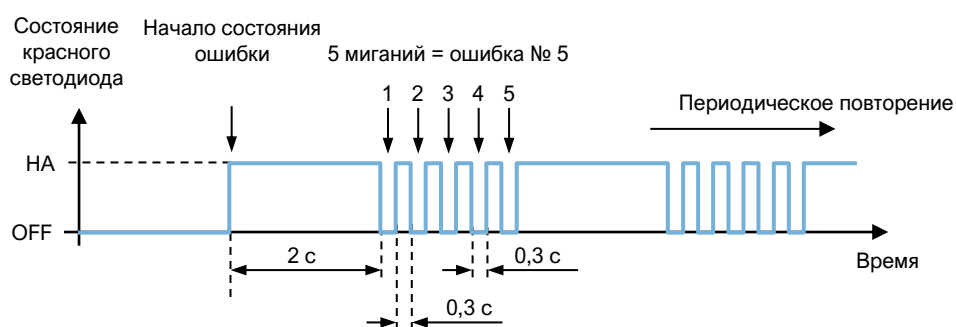 Состояние
красного
светодиода
Начало состояния
ошибки
5 миганий = ошибка № 5
1 2 3 4 5
Периодическое повторение
НА
OFF
2 с
0,3 с
0,3 с
Время